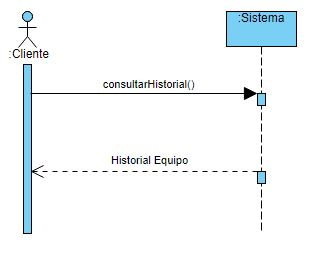 :Sistema
:Cliente
consultarHistorial()
Historial Equipo